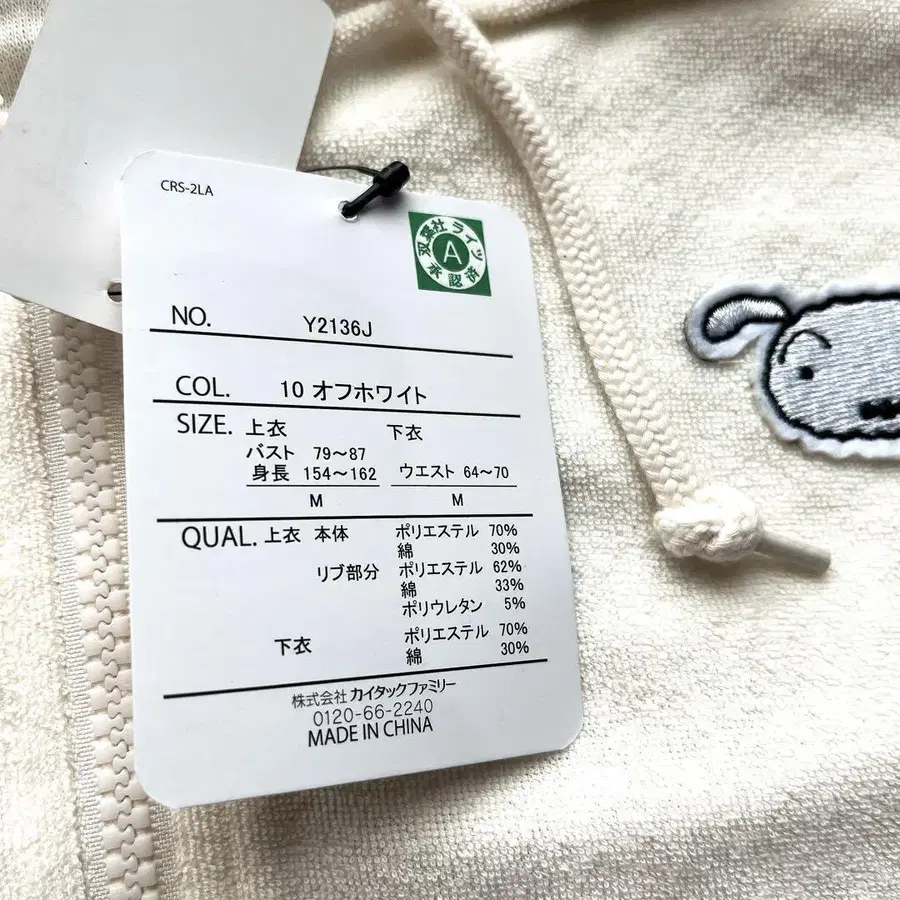 CRS-2LA
双葉社ライツ
A
承認済
NO. Y2136J
COL. 10 オフホワイト
SIZE. 上衣 下衣
バスト 79～87
身長 154～162 ウエスト 64～70
M M
QUAL. 上衣 本体 ポリエステル 70%
綿 30%
リブ部分 ポリエステル 62%
綿 33%
ポリウレタン 5%
下衣 ポリエステル 70%
綿 30%
株式会社 カイタックファミリー
0120-66-2240
MADE IN CHINA